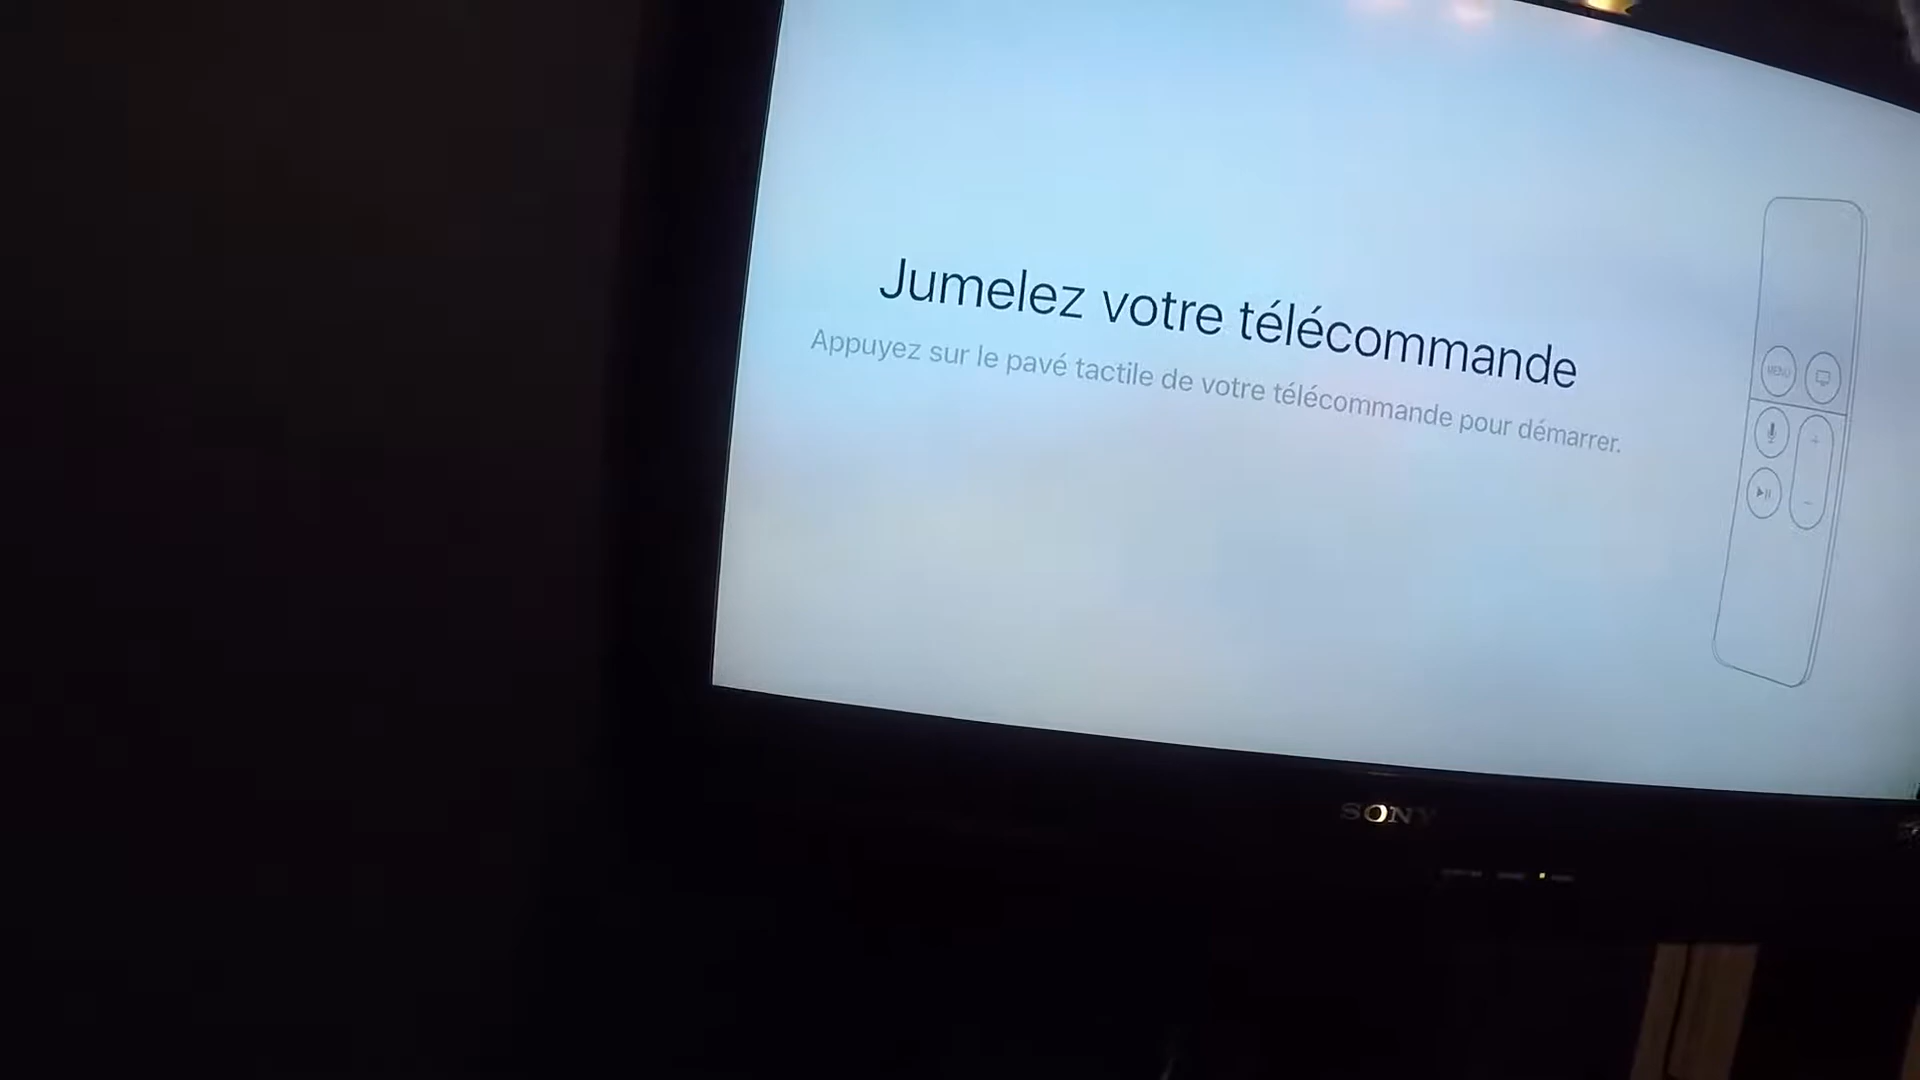 Jumelez votre télécommande
Appuyez sur le pavé tactile de votre télécommande pour démarrer.
MENU
SONY